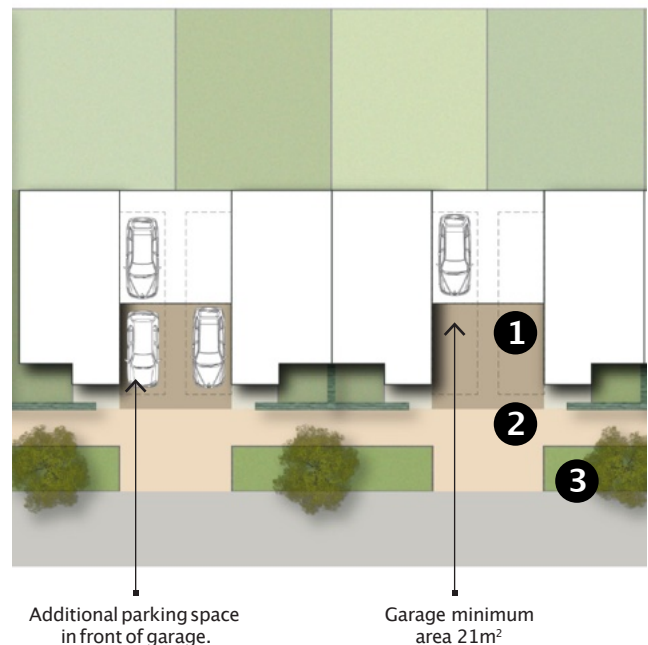 1
2
3
Additional parking space
in front of garage.
Garage minimum
area 21m²